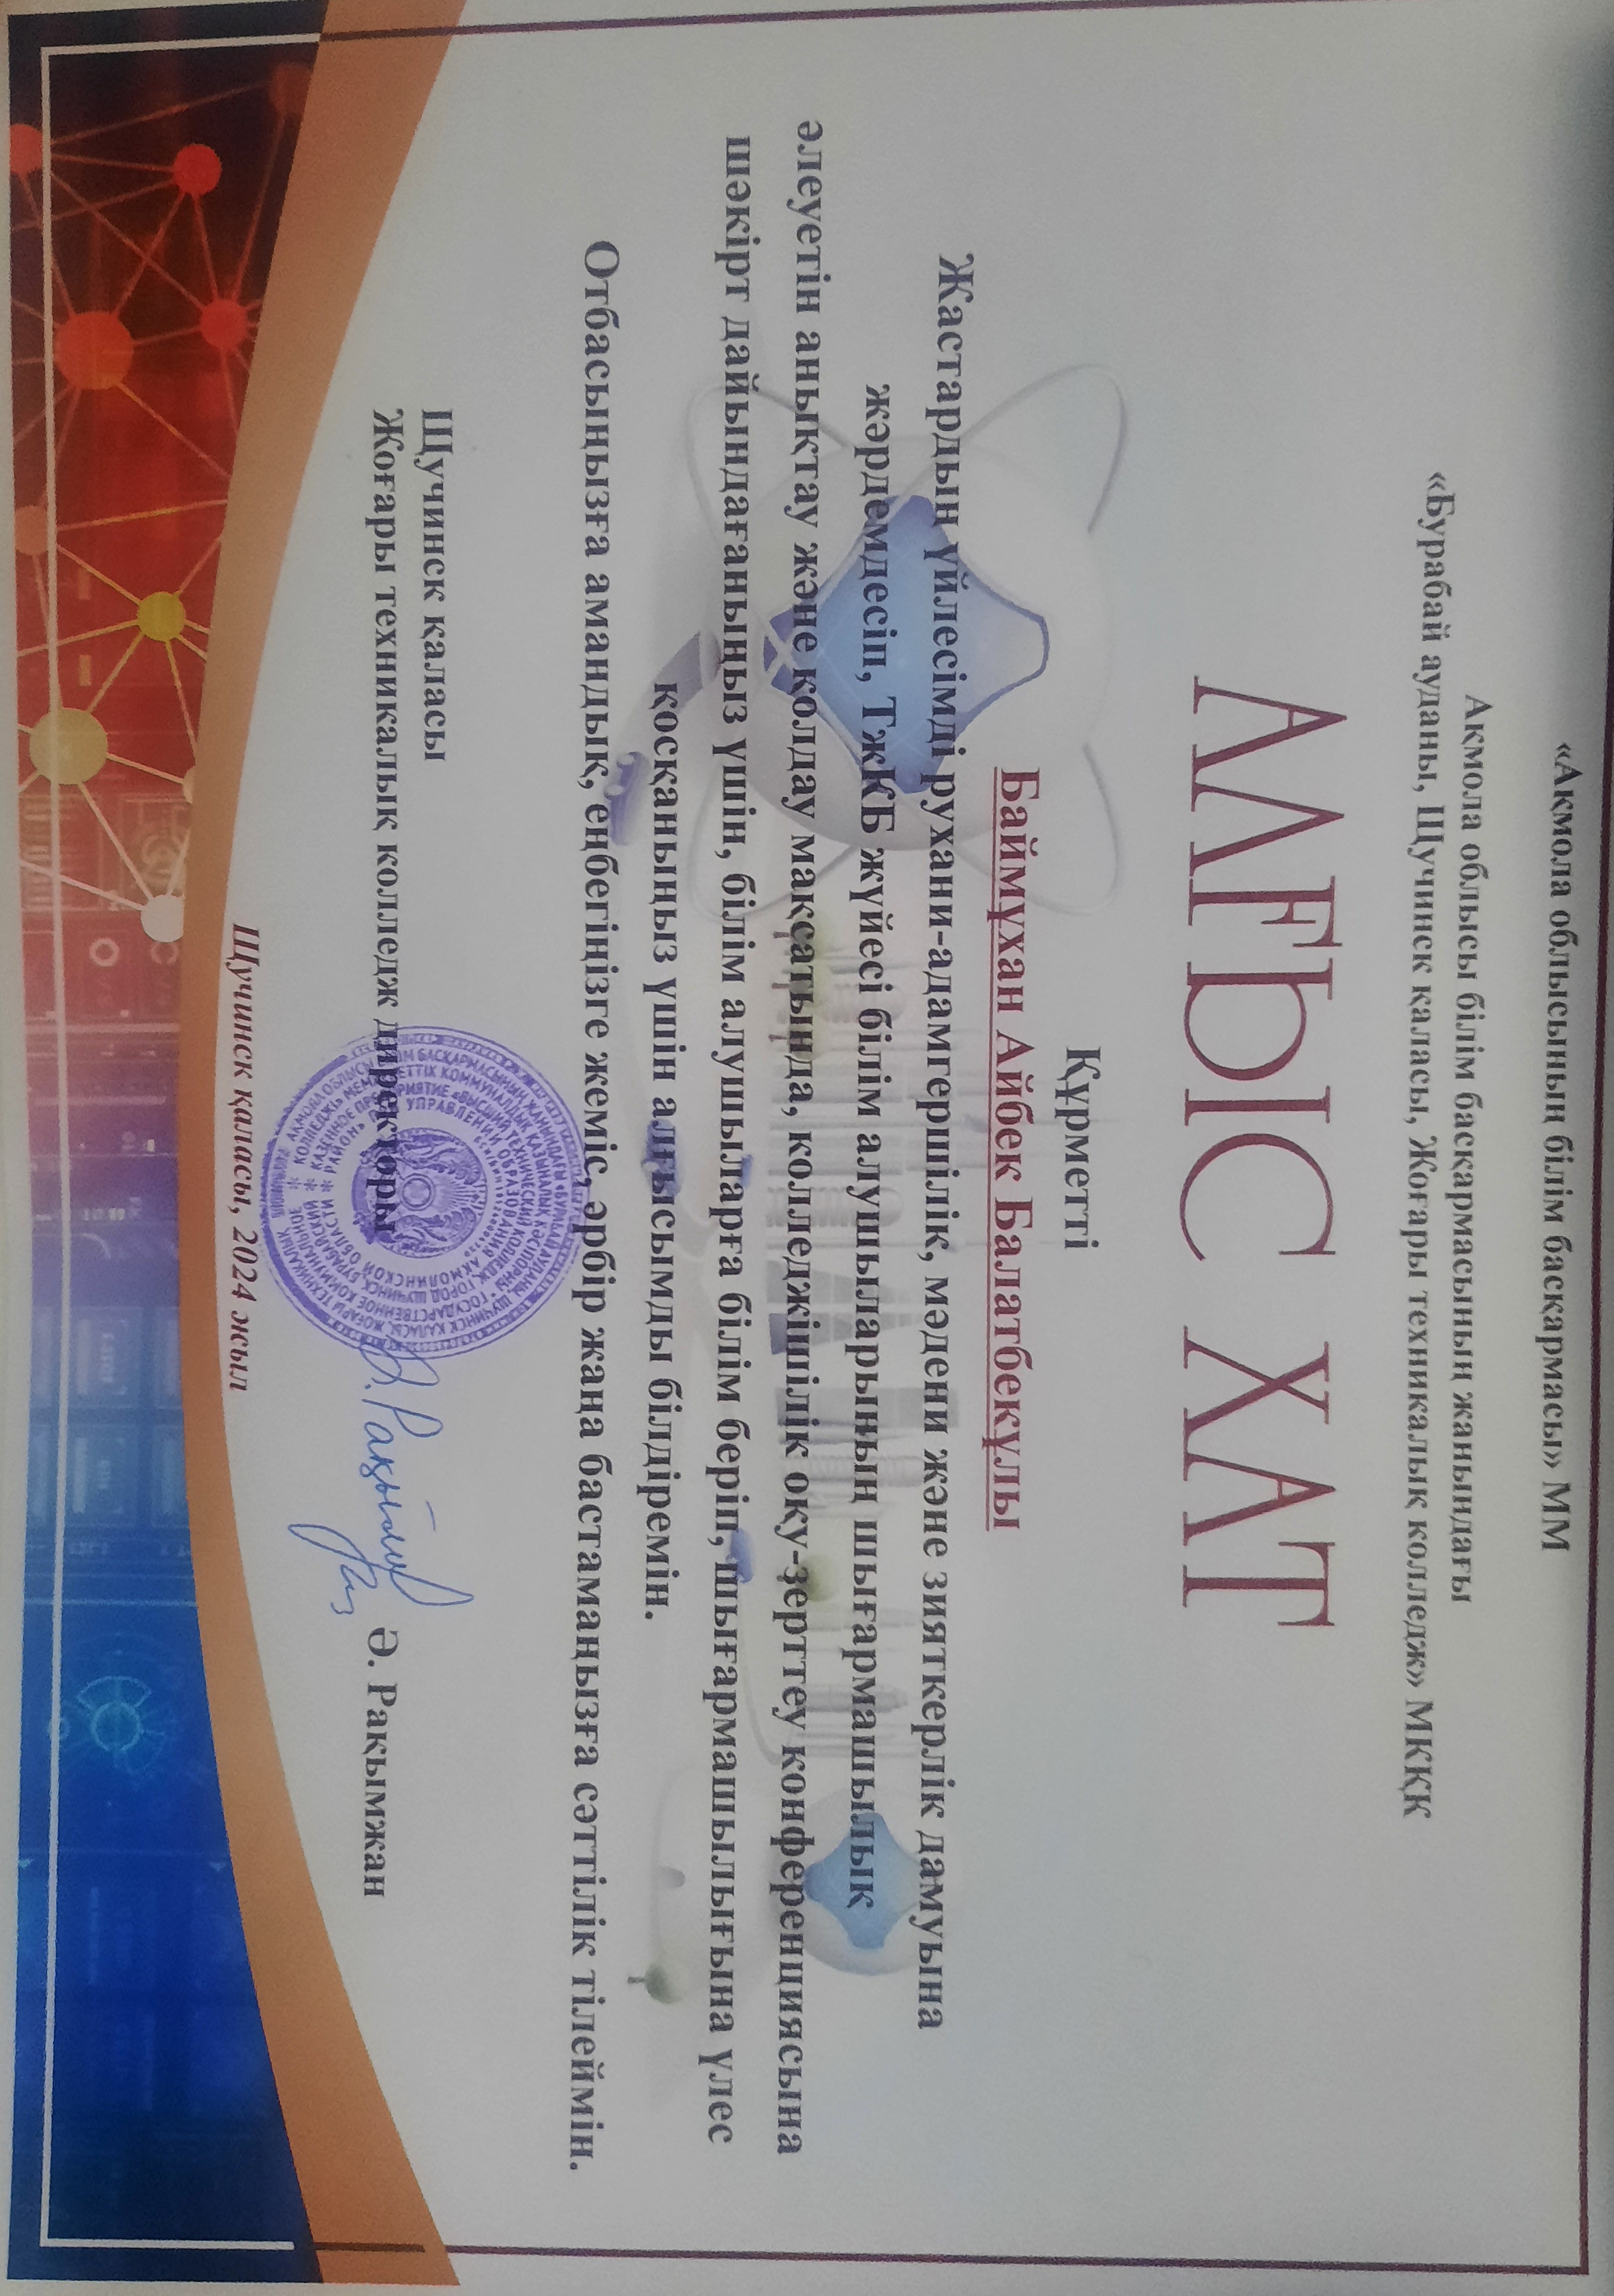 «Ақмола облысының білім басқармасы» ММ
Ақмола облысы білім басқармасының жанындағы
«Бурабай ауданы, Щучинск қаласы, Жоғары техникалық колледж» МКҚК
АЛҒЫС ХАТ
Құрметті
Баймұхан Айбек Балатбекұлы
Жастардың үйлесімді рухани-адамгершілік, мәдени және зияткерлік дамуына
жәрдемдесіп, ТжКБ жүйесі білім алушыларының шығармашылық
әлеуетін анықтау және қолдау мақсатында, колледжішілік оқу-зерттеу конференциясына
шәкірт дайындағаныңыз үшін, білім алушыларға білім беріп, шығармашылығына үлес
қосқаныңыз үшін алғысымды білдіремін.
Отбасыңызға амандық, еңбегіңізге жеміс, әрбір жаңа бастамаңызға сәттілік тілеймін.
Щучинск қаласы
Жоғары техникалық колледж директоры Ә. Рақымжан
Щучинск қаласы, 2024 жыл